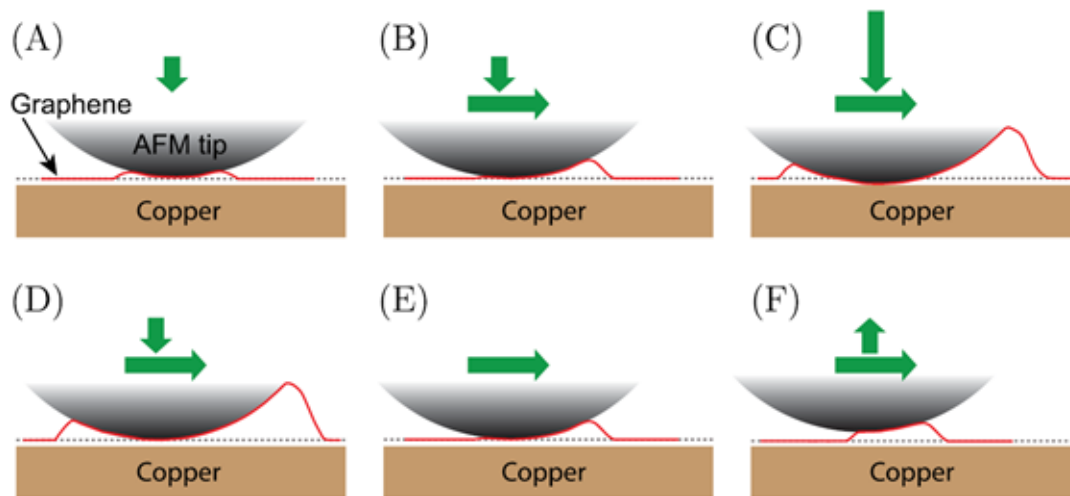 (A)
(B)
(C)
Graphene
AFM tip
Copper
Copper
Copper
(D)
(E)
(F)
Copper
Copper
Copper